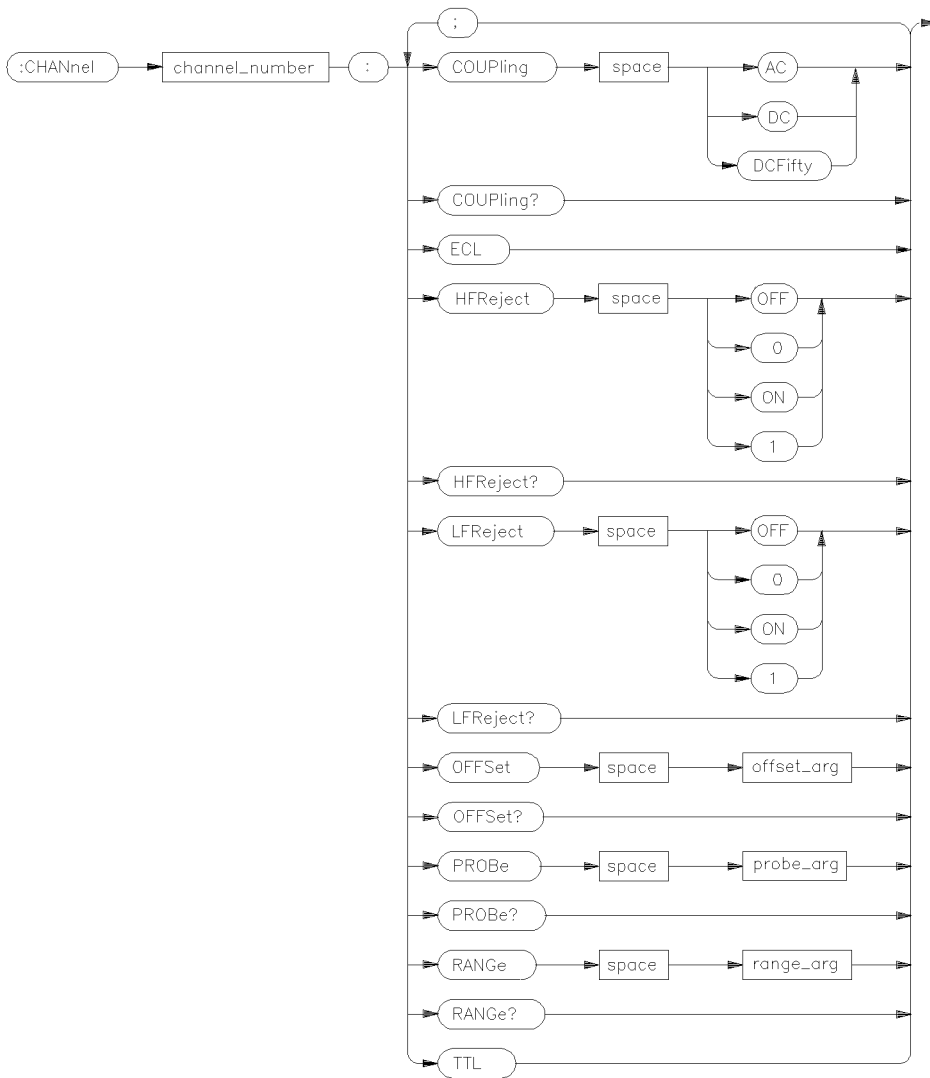 ;
:CHANnel channel_number : COUPling space AC
DC
DCFifty
COUPling?
ECL
HFReject space OFF
0
ON
1
HFReject?
LFReject space OFF
0
ON
1
LFReject?
OFFSet space offset_arg
OFFSet?
PROBe space probe_arg
PROBe?
RANGe space range_arg
RANGe?
TTL